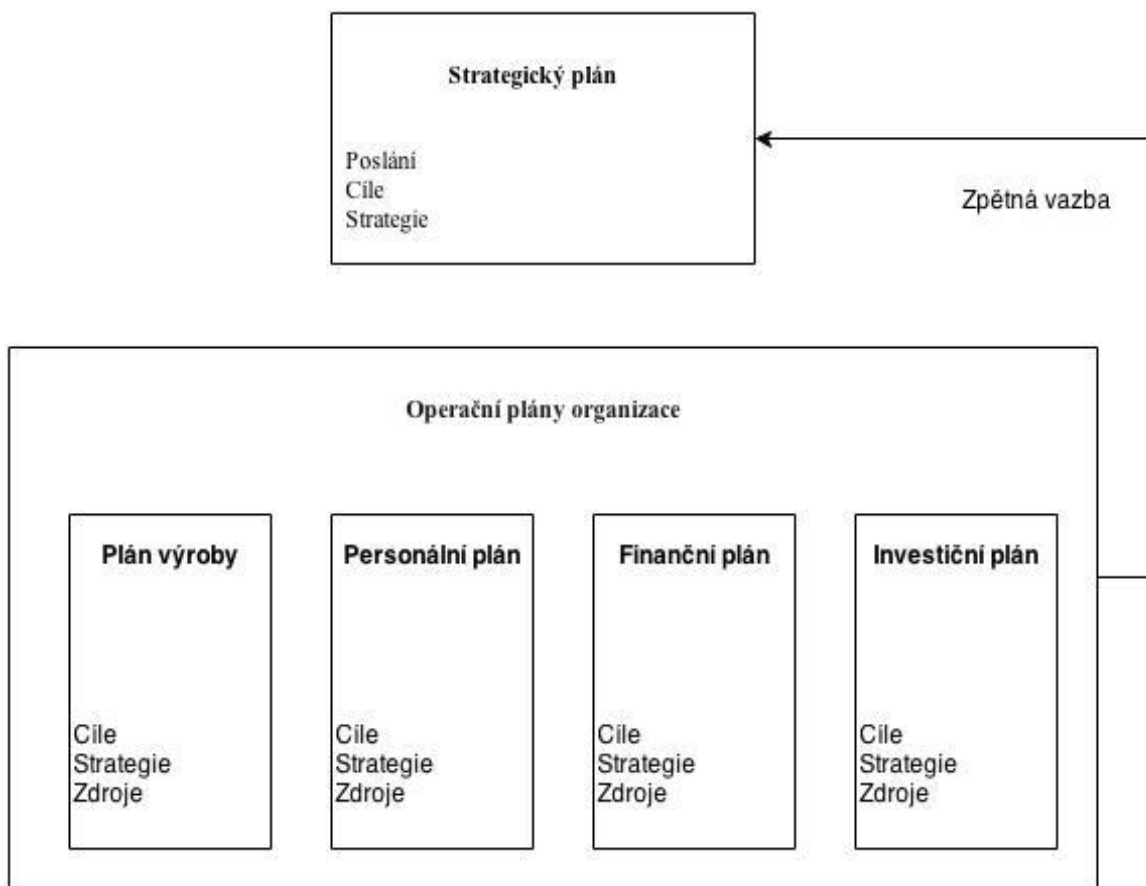 Strategický plán
Poslání
Cíle
Strategie
Zpětná vazba
Operační plány organizace
Plán výroby
Cíle
Strategie
Zdroje
Personální plán
Cíle
Strategie
Zdroje
Finanční plán
Cíle
Strategie
Zdroje
Investiční plán
Cíle
Strategie
Zdroje